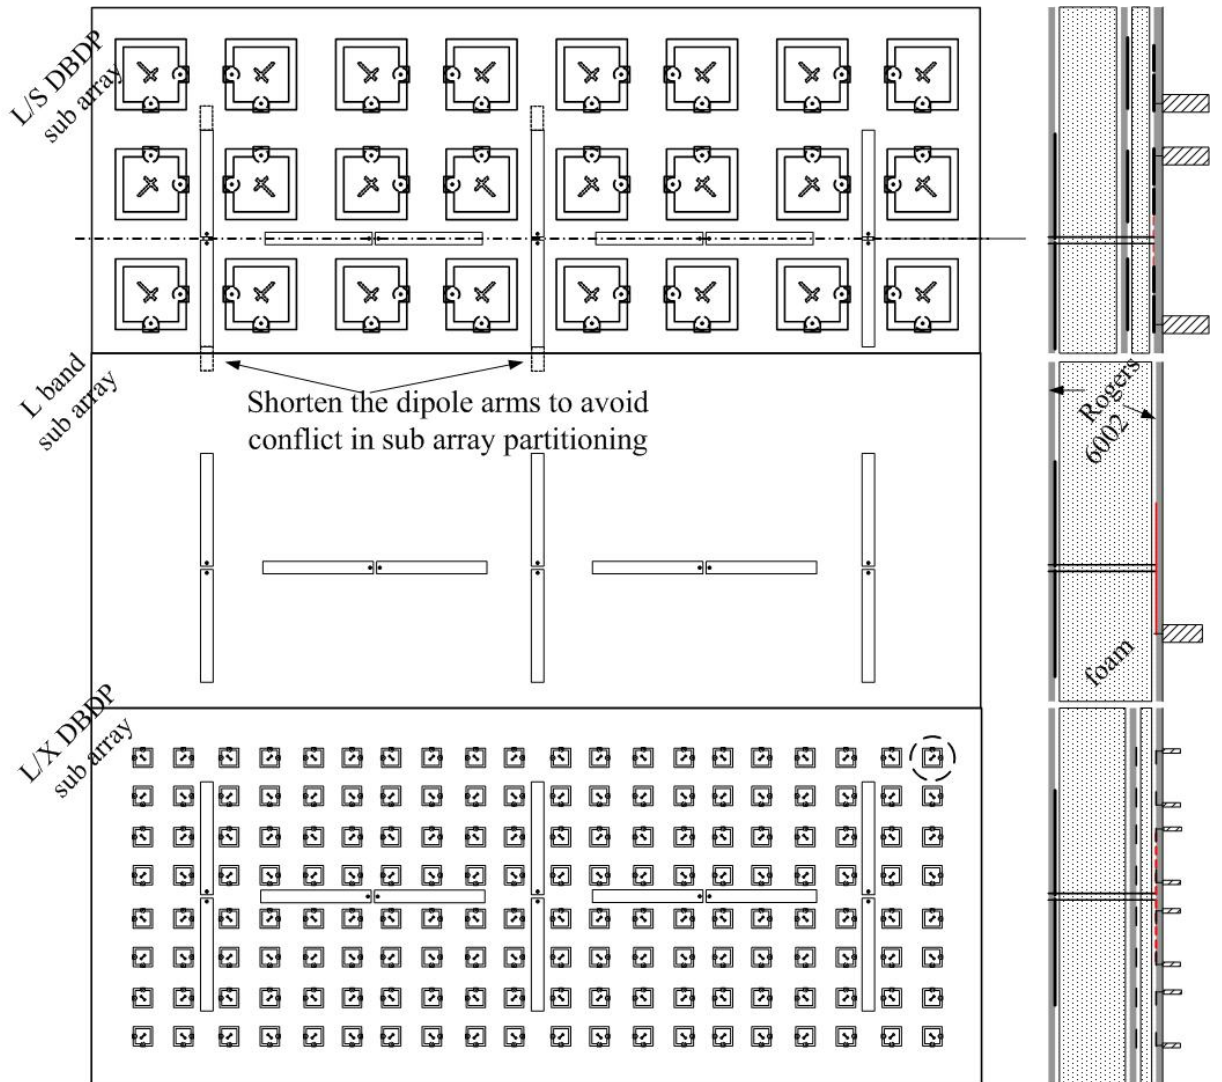 L/S DBDP
sub array
L band
sub array
Shorten the dipole arms to avoid
conflict in sub array partitioning
Rogers
6002
foam
L/X DBDP
sub array